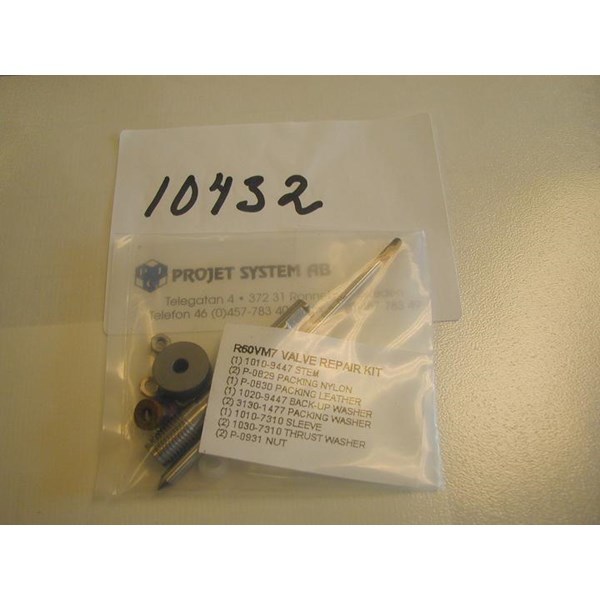 10432
PROJET SYSTEM AB
Telegatan 4 • 372 31
Telefon 46 (0)457-783
R60VM7 VALVE REPAIR KIT
(1) 1010-9447 STEM
(2) P-0829 PACKING NYLON
(1) P-0830 PACKING LEATHER
(1) 1020-9447 BACK-UP WASHER
(2) 3130-1477 PACKING WASHER
(1) 1010-7310 SLEEVE
(2) 1030-7310 THRUST WASHER
(2) P-0931 NUT